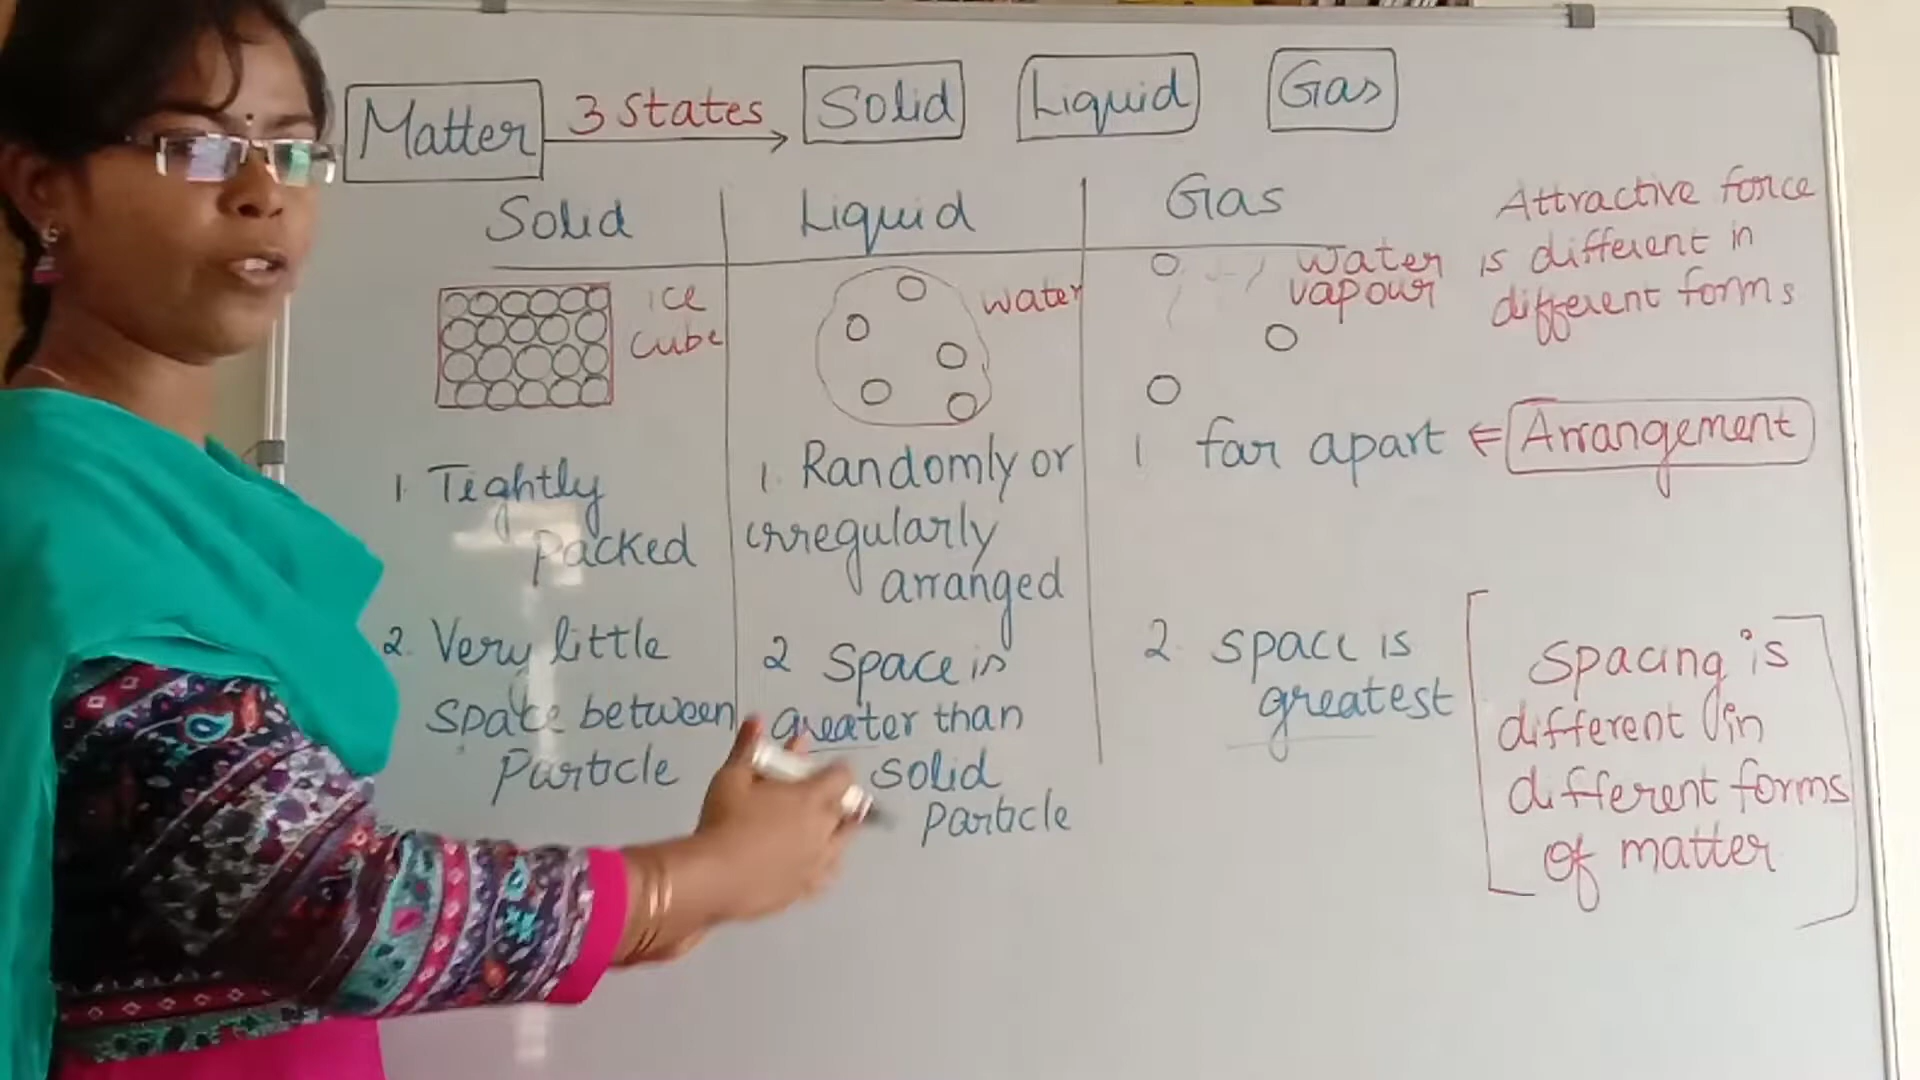 Matter 3 States Solid Liquid Gas
Solid
ice
cube
1. Tightly
packed
2. Very little
space between
Particle
Liquid
water
1. Randomly or
irregularly
arranged
2 Space is
greater than
solid
particle
Gas
water
vapour
1 far apart
2. space is
greatest
Attractive force
is different in
different forms
Arrangement
Spacing is
different in
different forms
of matter